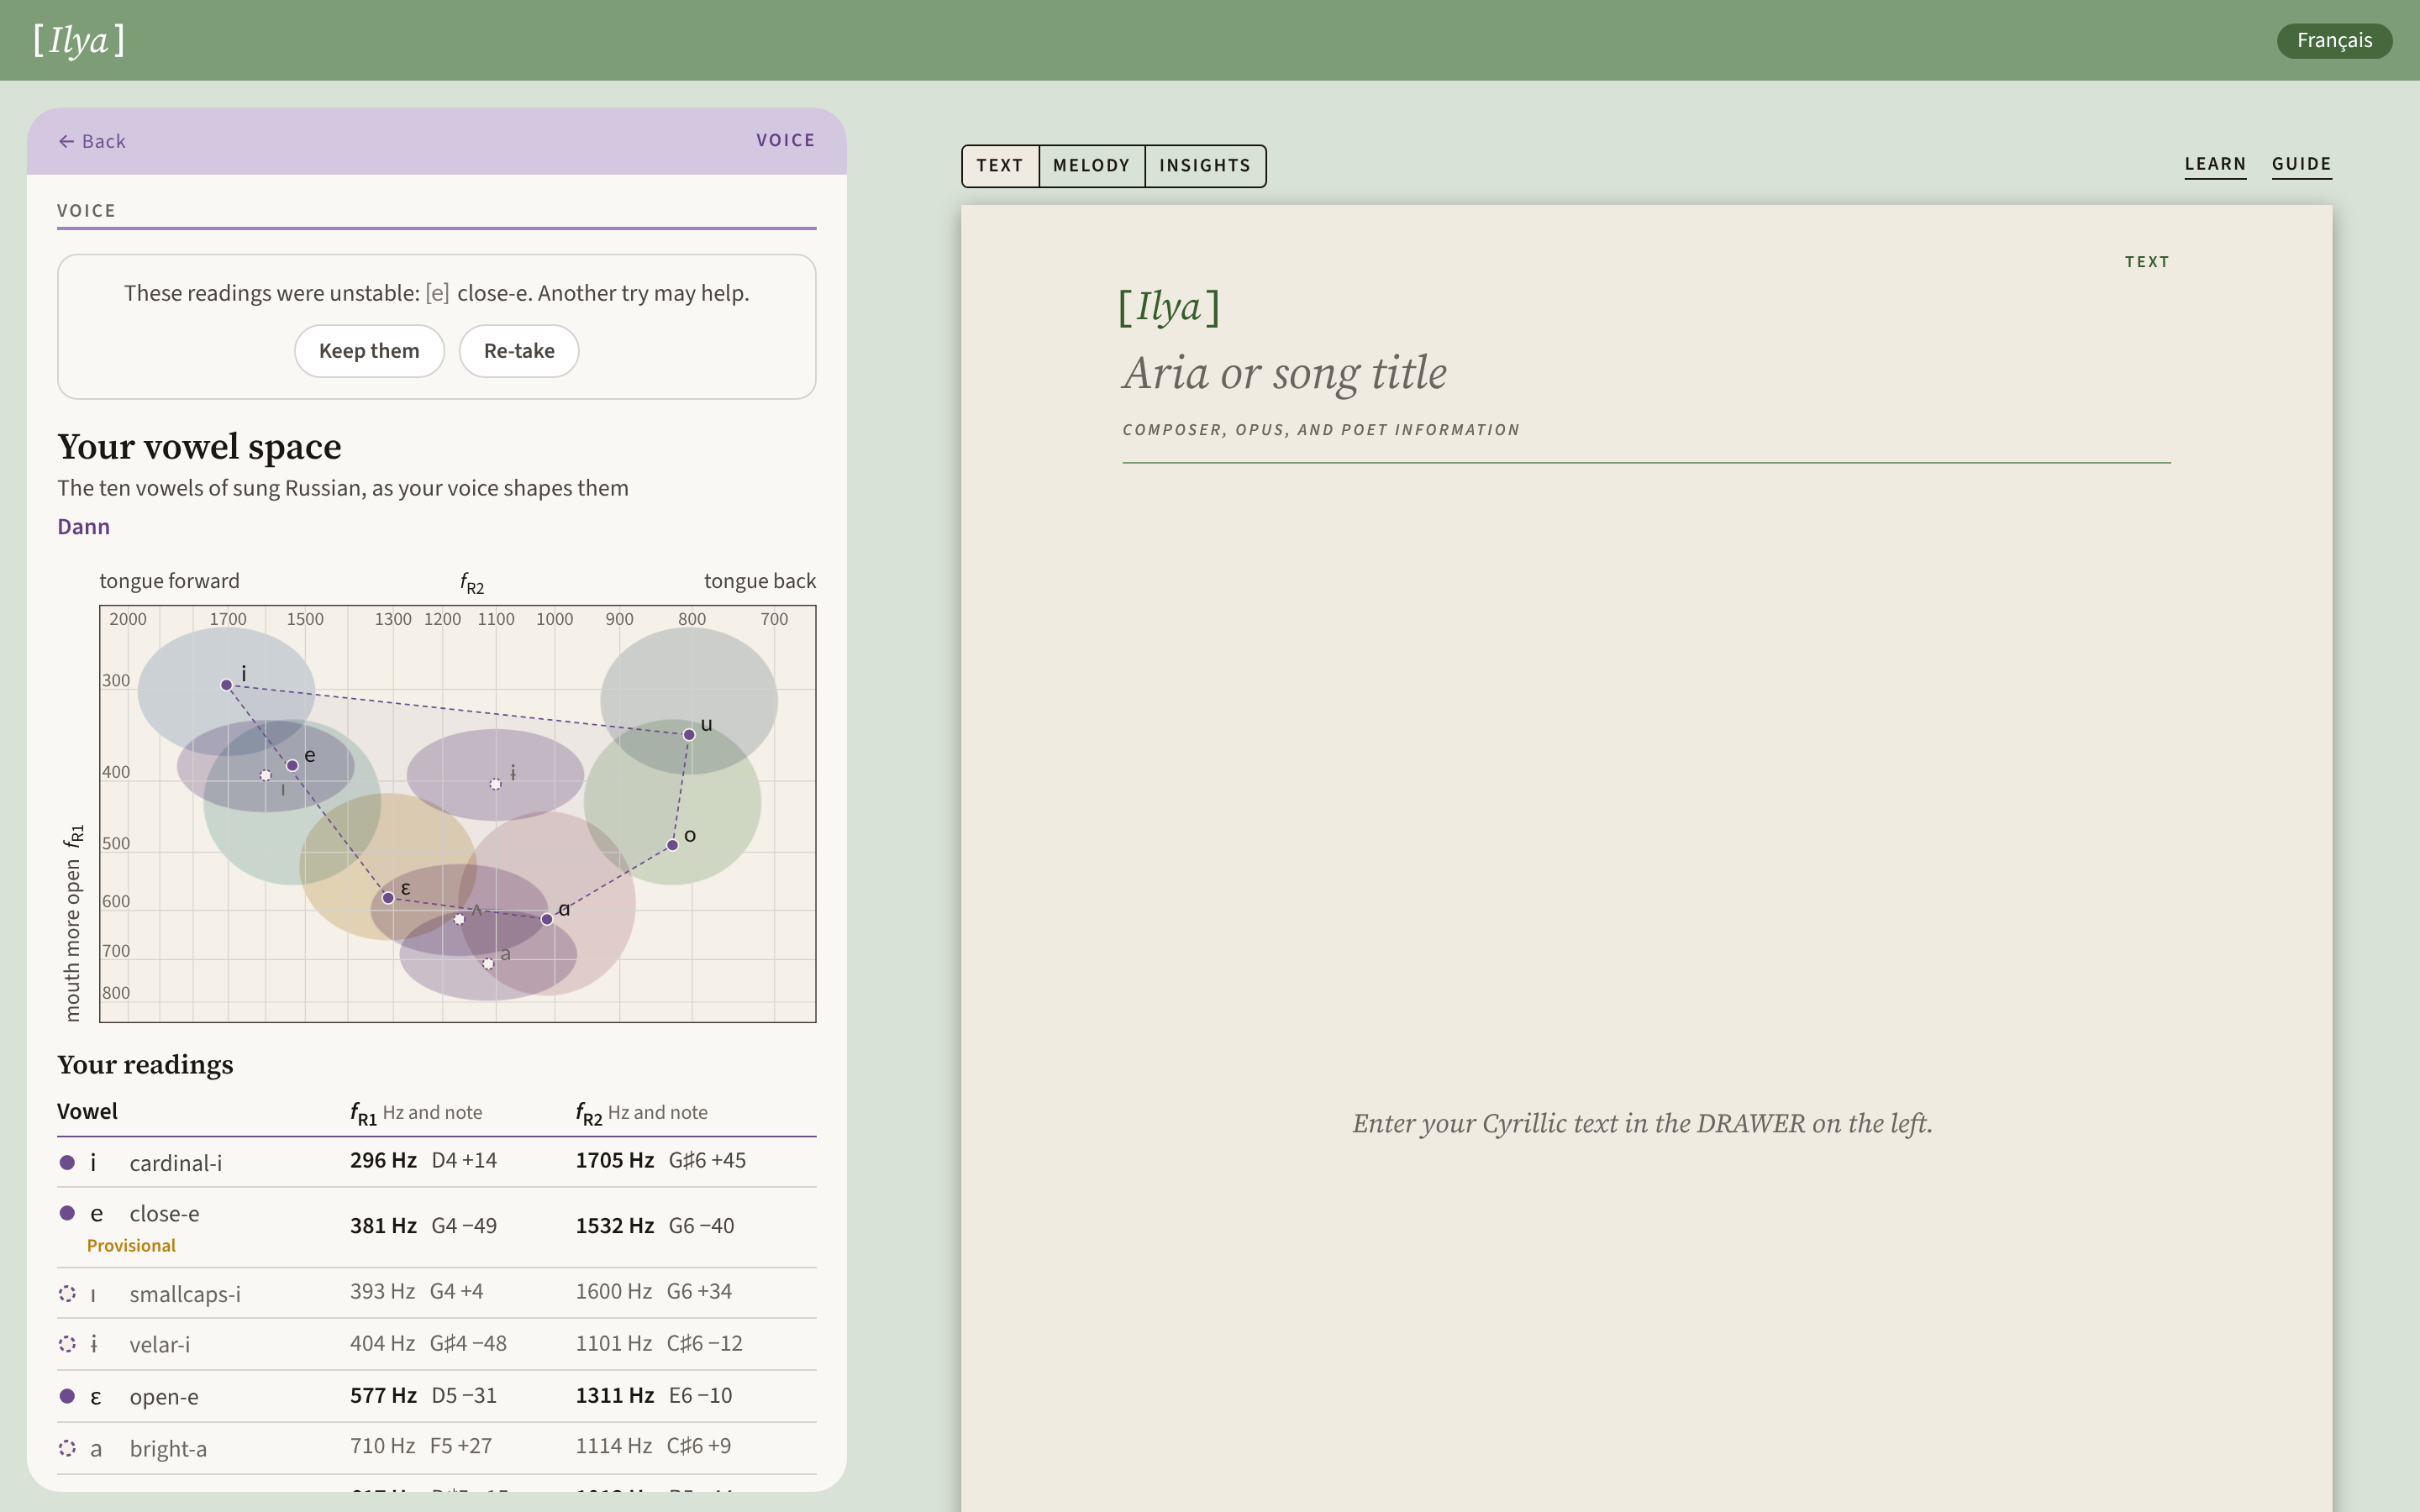 [Ilya]
Français
← Back
VOICE
VOICE
These readings were unstable: [e] close-e. Another try may help.
Keep them
Re-take
Your vowel space
The ten vowels of sung Russian, as your voice shapes them
Dann
tongue forward
fR2
tongue back
2000 1700 1500 1300 1200 1100 1000 900 800 700
300
400
500
600
700
800
mouth more open fR1
i
u
e
ɨ
ı
o
ɛ
ʌ
ɑ
a
Your readings
Vowel fR1 Hz and note fR2 Hz and note
i cardinal-i 296 Hz D4 +14 1705 Hz G♯6 +45
e close-e 381 Hz G4 −49 1532 Hz G6 −40
Provisional
ı smallcaps-i 393 Hz G4 +4 1600 Hz G6 +34
ɨ velar-i 404 Hz G♯4 −48 1101 Hz C♯6 −12
ɛ open-e 577 Hz D5 −31 1311 Hz E6 −10
a bright-a 710 Hz F5 +27 1114 Hz C♯6 +9
TEXT MELODY INSIGHTS
LEARN GUIDE
TEXT
[Ilya]
Aria or song title
COMPOSER, OPUS, AND POET INFORMATION
Enter your Cyrillic text in the DRAWER on the left.